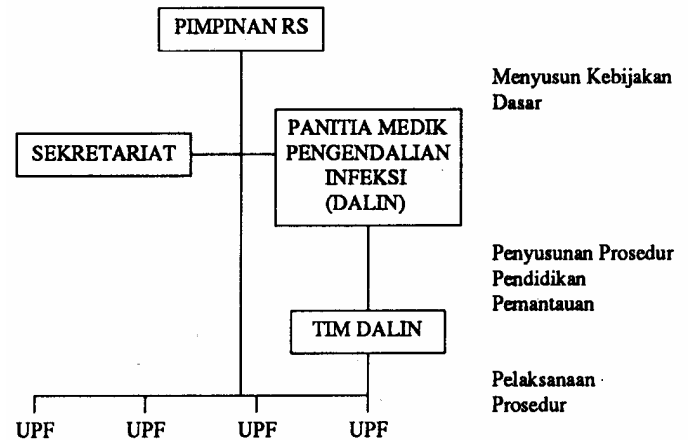 PIMPINAN RS
Menyusun Kebijakan
Dasar
SEKRETARIAT
PANITIA MEDIK
PENGENDALIAN
INFEKSI
(DALIN)
Penyusunan Prosedur
Pendidikan
Pemantauan
TIM DALIN
Pelaksanaan
Prosedur
UPF UPF UPF UPF